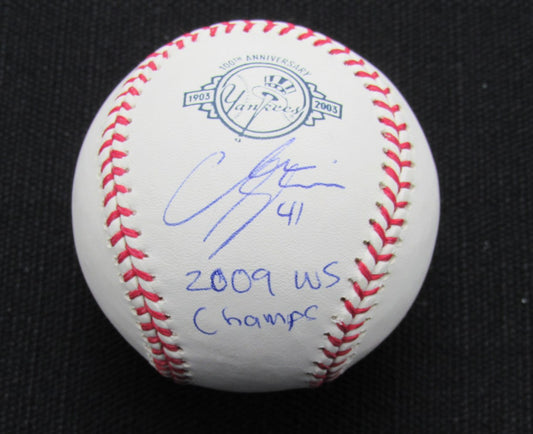 100TH ANNIVERSARY
1903 Yankees 2003
41
2009 WS
Champs